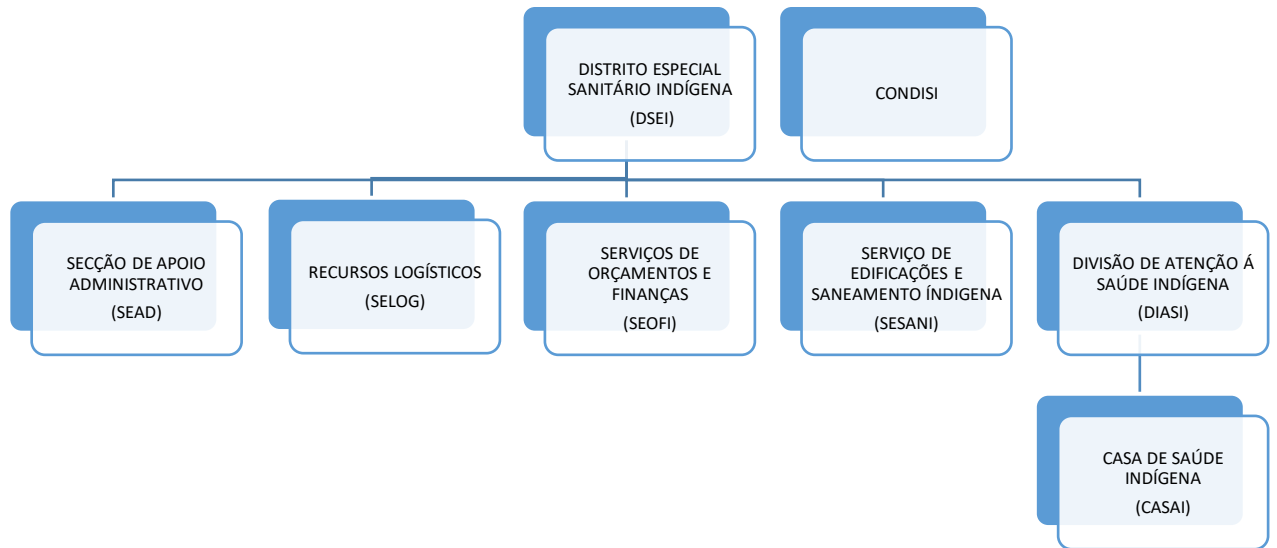 DISTRITO ESPECIAL
SANITÁRIO INDÍGENA
(DSEI)
CONDISI
SECÇÃO DE APOIO
ADMINISTRATIVO
(SEAD)
RECURSOS LOGÍSTICOS
(SELOG)
SERVIÇOS DE
ORÇAMENTOS E
FINANÇAS
(SEOFI)
SERVIÇO DE
EDIFICAÇÕES E
SANEAMENTO ÍNDIGENA
(SESANI)
DIVISÃO DE ATENÇÃO Á
SAÚDE INDÍGENA
(DIASI)
CASA DE SAÚDE
INDÍGENA
(CASAI)